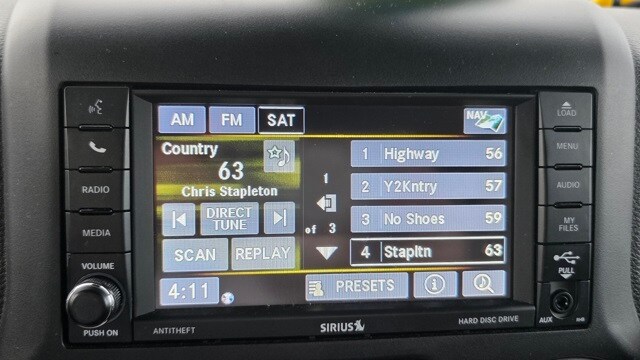 AM FM SAT NAV
LOAD
Country
63
Chris Stapleton
1 Highway 56
MENU
1
2 Y2Kntry 57
RADIO
DIRECT TUNE
AUDIO
of 3
3 No Shoes 59
MEDIA
MY FILES
SCAN REPLAY
4 Stapltn 63
VOLUME
PULL
4:11 PRESETS
PUSH ON
ANTITHEFT
SIRIUS
HARD DISC DRIVE
AUX